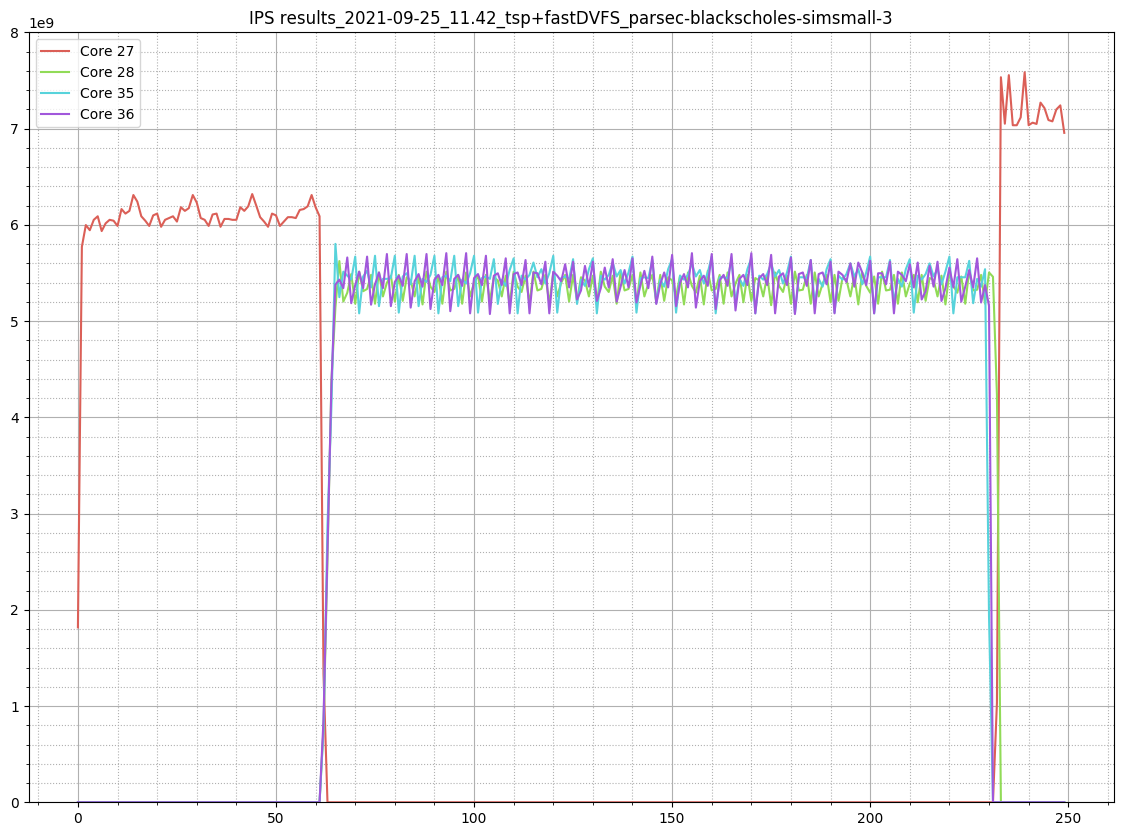 IPS results_2021-09-25_11.42_tsp+fastDVFS_parsec-blackscholes-simsmall-3
1e9
8
Core 27
Core 28
Core 35
Core 36
7
6
5
4
3
2
1
0
0 50 100 150 200 250